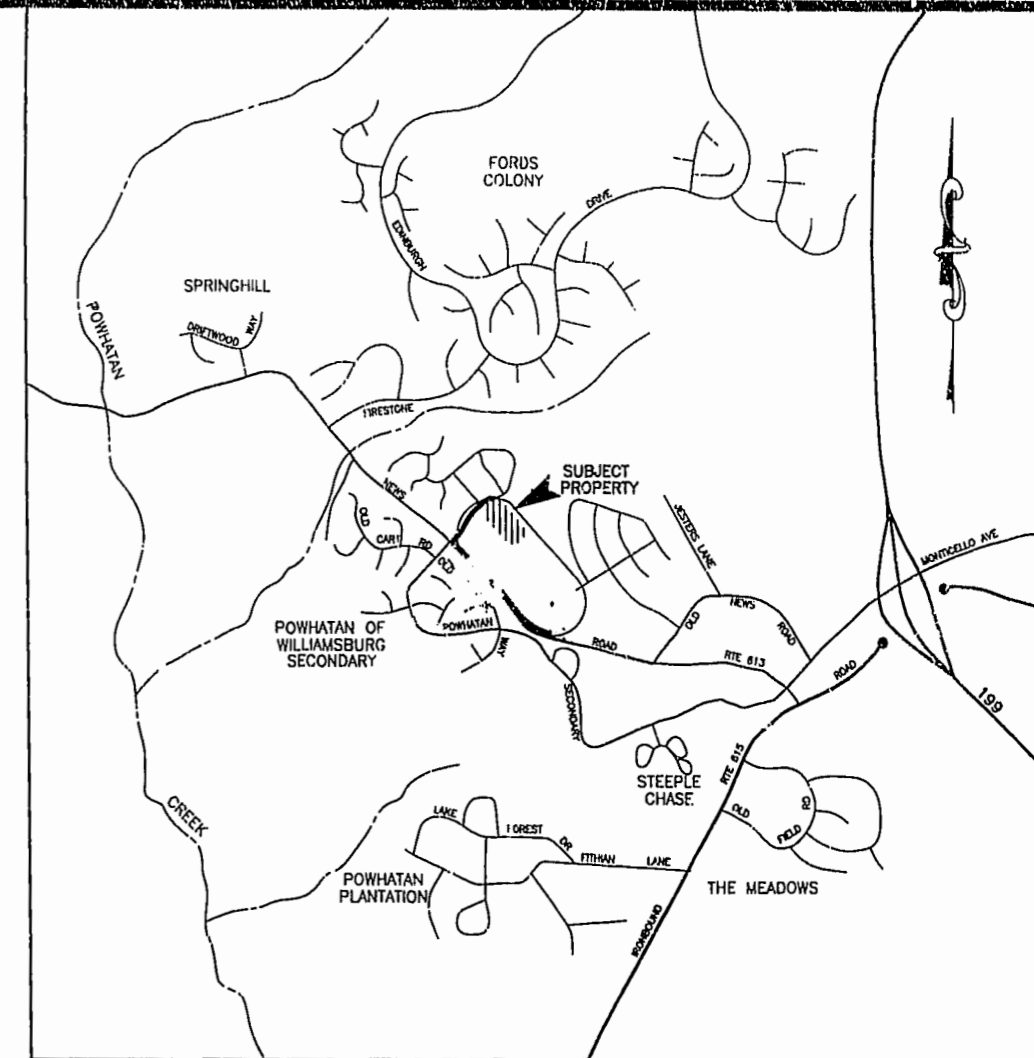 FORDS
COLONY
DRIVE
EDINBURGH
SPRINGHILL
DRIFTWOOD WAY
POWHATAN
FIRESTONE
SUBJECT
PROPERTY
NEWS
JESTERS LANE
OLD
CART
RD
OLD
MONTICELLO AVE
NEWS
OLD
ROAD
POWHATAN
WAY
POWHATAN OF
WILLIAMSBURG
SECONDARY
ROAD
RTE 613
ROAD
199
SECONDARY
STEEPLE
CHASE
RTE 615
OLD
FIELD
RD
CREEK
LAKE
FOREST
DR
FITHIAN LANE
POWHATAN
PLANTATION
THE MEADOWS
IRONBOUND